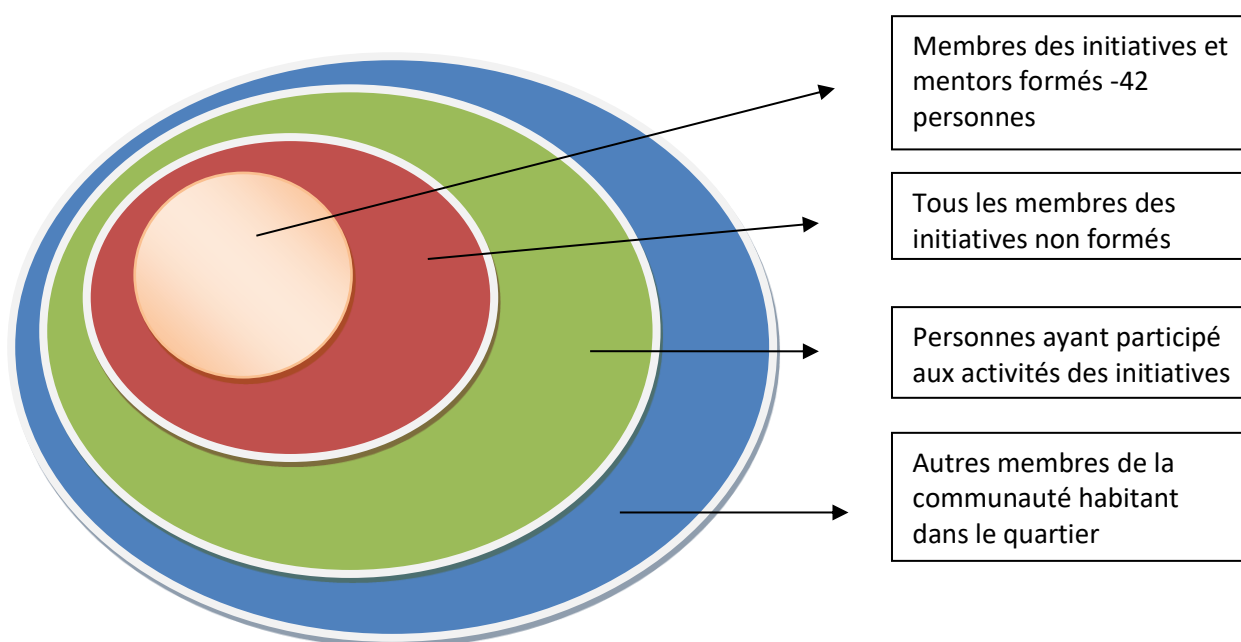 Membres des initiatives et
mentors formés -42
personnes
Tous les membres des
initiatives non formés
Personnes ayant participé
aux activités des initiatives
Autres membres de la
communauté habitant
dans le quartier